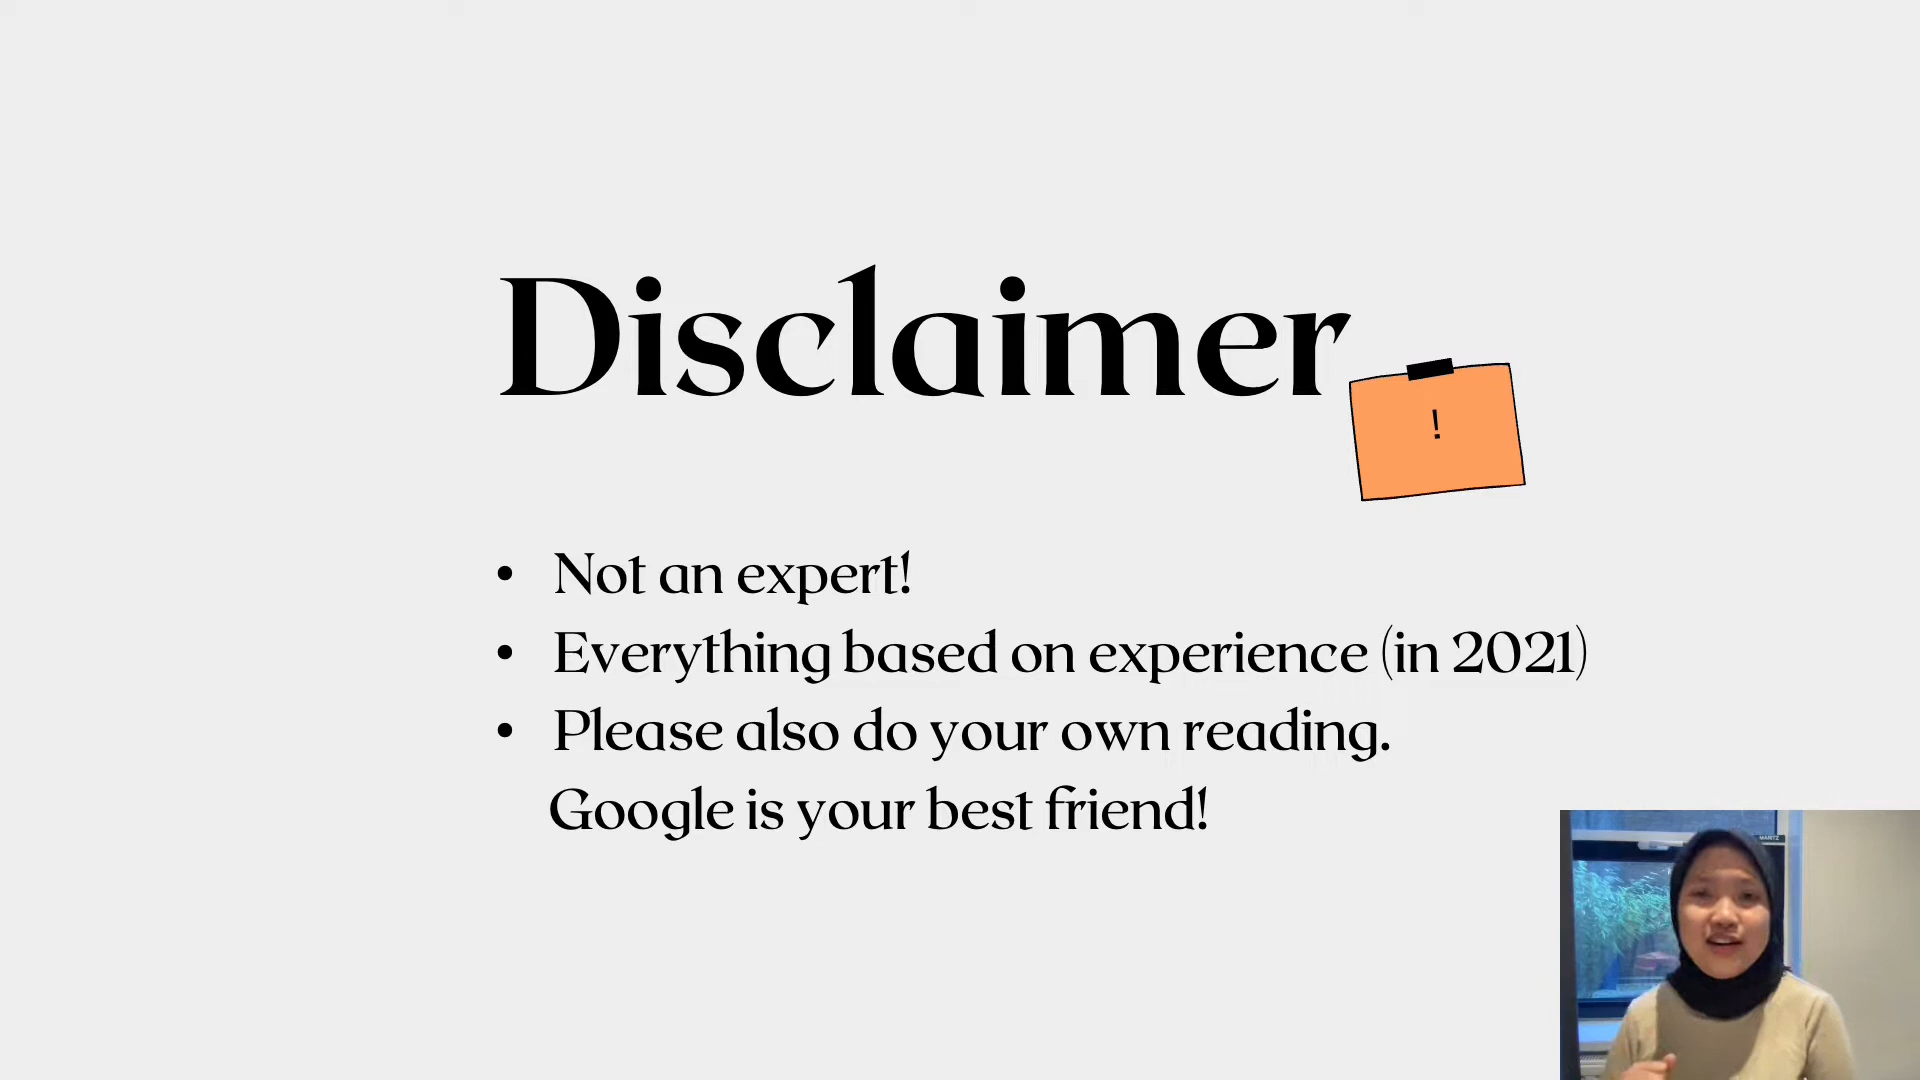 Disclaimer
!
• Not an expert!
• Everything based on experience (in 2021)
• Please also do your own reading.
Google is your best friend!